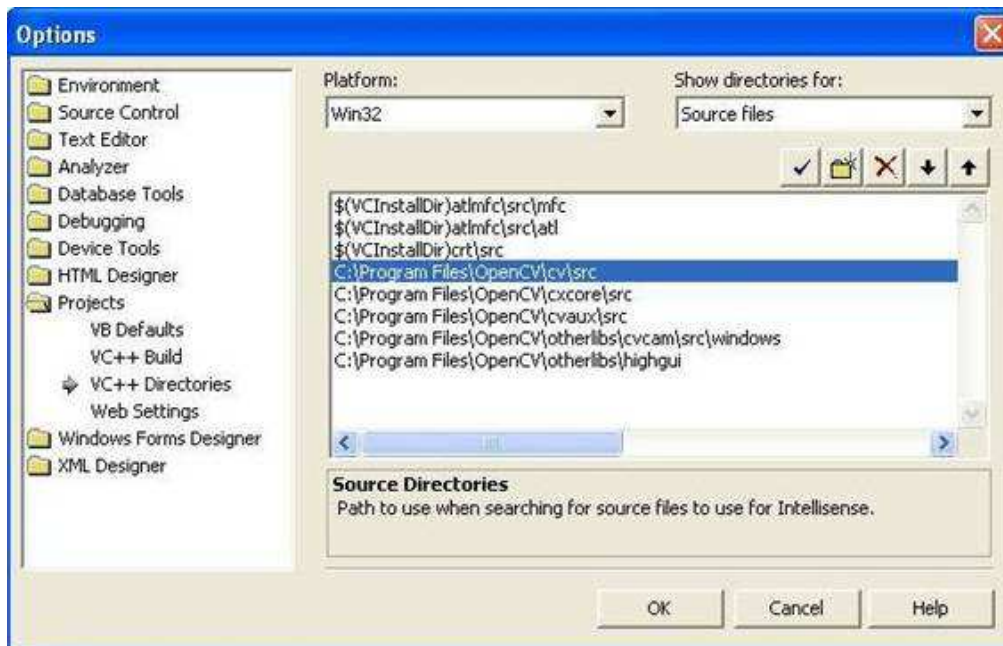 Options
Environment
Source Control
Text Editor
Analyzer
Database Tools
Debugging
Device Tools
HTML Designer
Projects
VB Defaults
VC++ Build
VC++ Directories
Web Settings
Windows Forms Designer
XML Designer
Platform:
Win32
Show directories for:
Source files
$(VCInstallDir)atlmfc\src\mfc
$(VCInstallDir)atlmfc\src\atl
$(VCInstallDir)crt\src
C:\Program Files\OpenCV\cv\src
C:\Program Files\OpenCV\cxcore\src
C:\Program Files\OpenCV\cvaux\src
C:\Program Files\OpenCV\otherlibs\cvcam\src\windows
C:\Program Files\OpenCV\otherlibs\highgui
Source Directories
Path to use when searching for source files to use for Intellisense.
OK
Cancel
Help